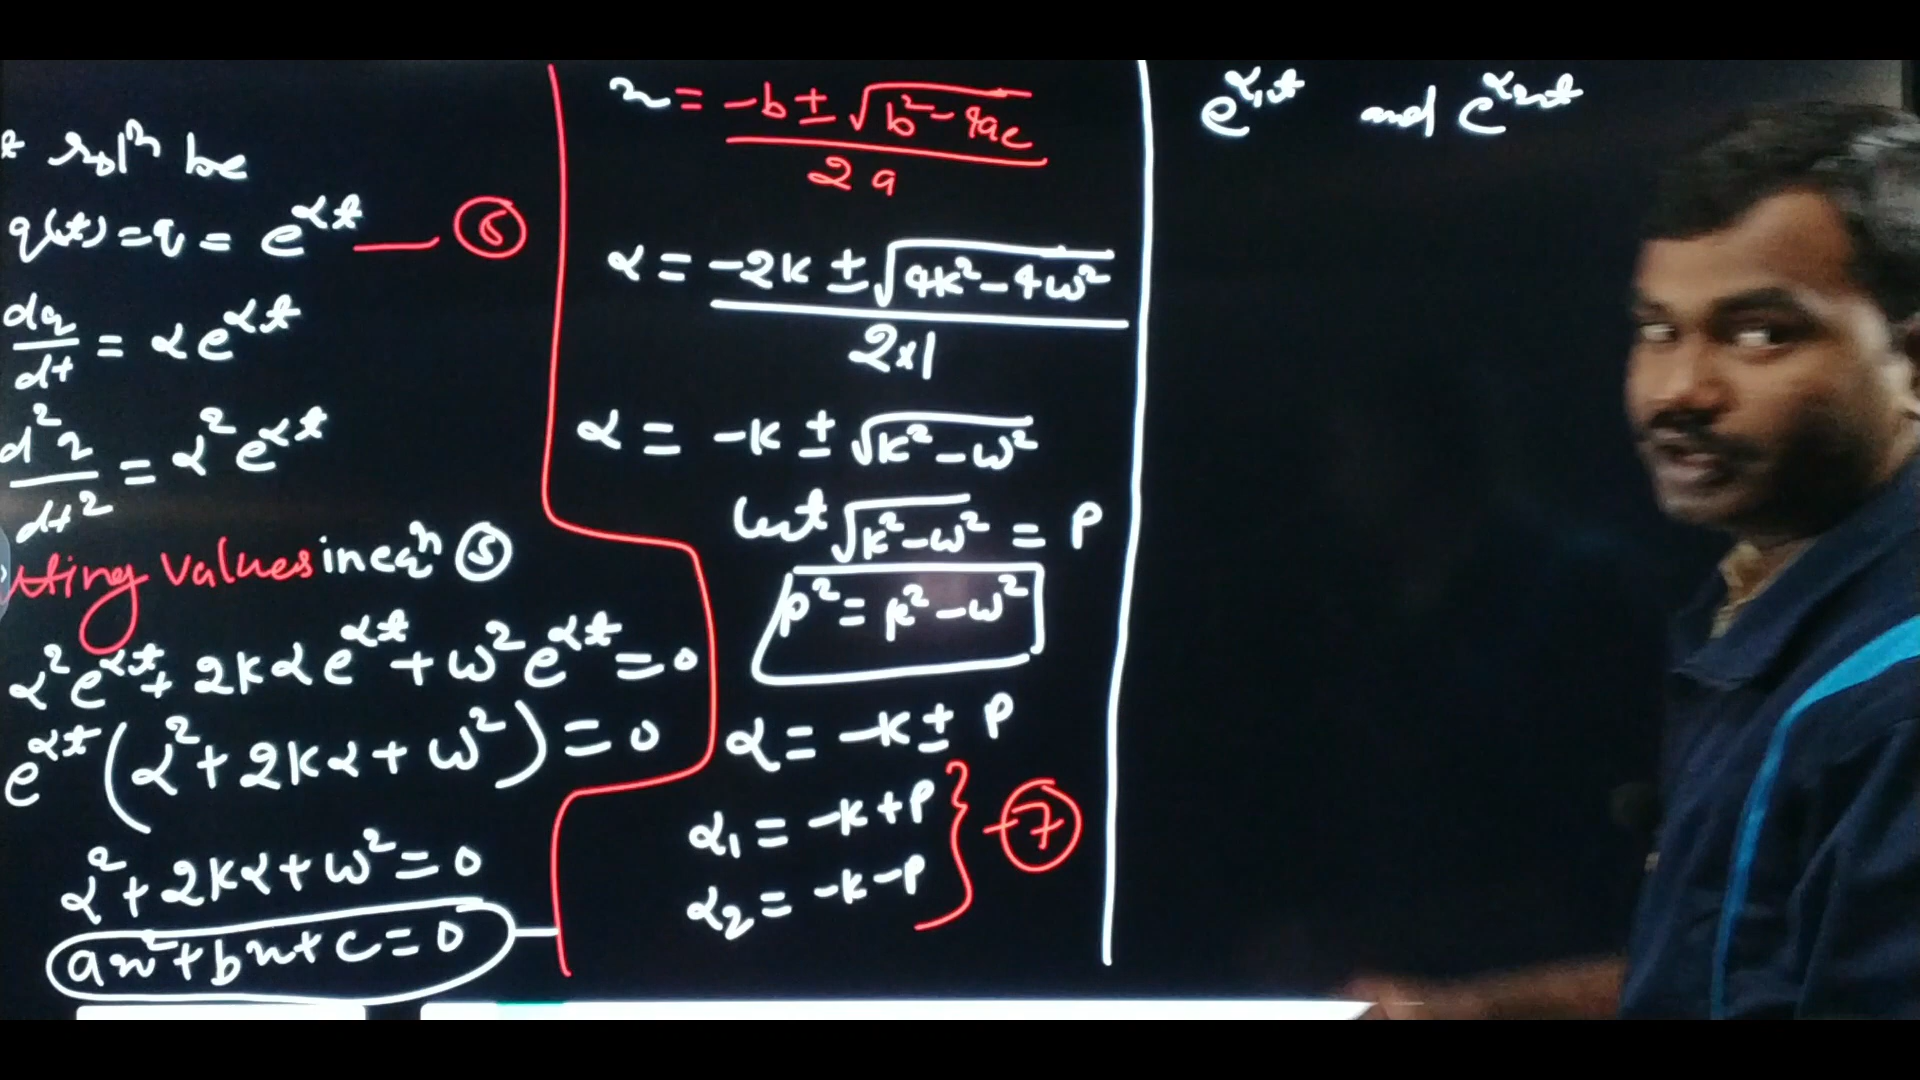 be
q(t) = q = e^{αt} — ⑥
dq/dt = αe^{αt}
d²q/dt² = α²e^{αt}
values in eqⁿ ⑤
α²e^{αt} + 2kαe^{αt} + ω²e^{αt} = 0
e^{αt}(α² + 2kα + ω²) = 0
α² + 2kα + ω² = 0
ax² + bx + c = 0
x = (-b ± √(b² - 4ac)) / 2a
α = (-2k ± √(4k² - 4ω²)) / 2×1
α = -k ± √(k² - ω²)
let √(k² - ω²) = p
p² = k² - ω²
α = -k ± p
α₁ = -k + p
α₂ = -k - p } - ⑦
e^{α₁t} and e^{α₂t}